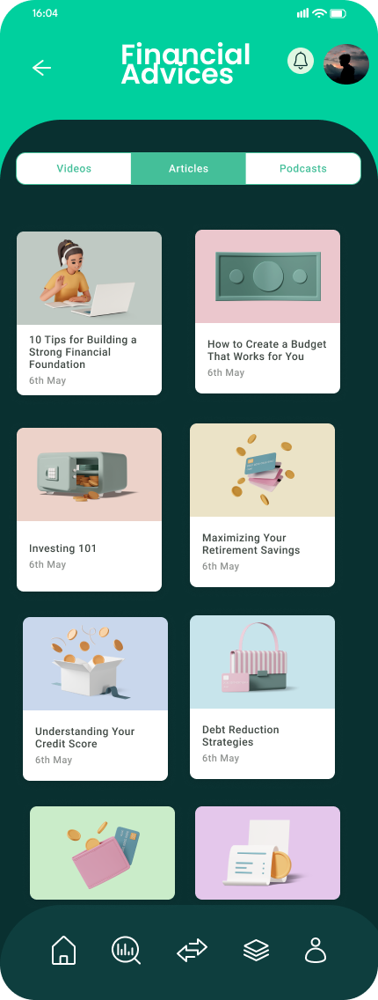 16:04
Financial
Advices
Videos
Articles
Podcasts
10 Tips for Building a
Strong Financial
Foundation
6th May
How to Create a Budget
That Works for You
6th May
Investing 101
6th May
Maximizing Your
Retirement Savings
6th May
Understanding Your
Credit Score
6th May
Debt Reduction
Strategies
6th May